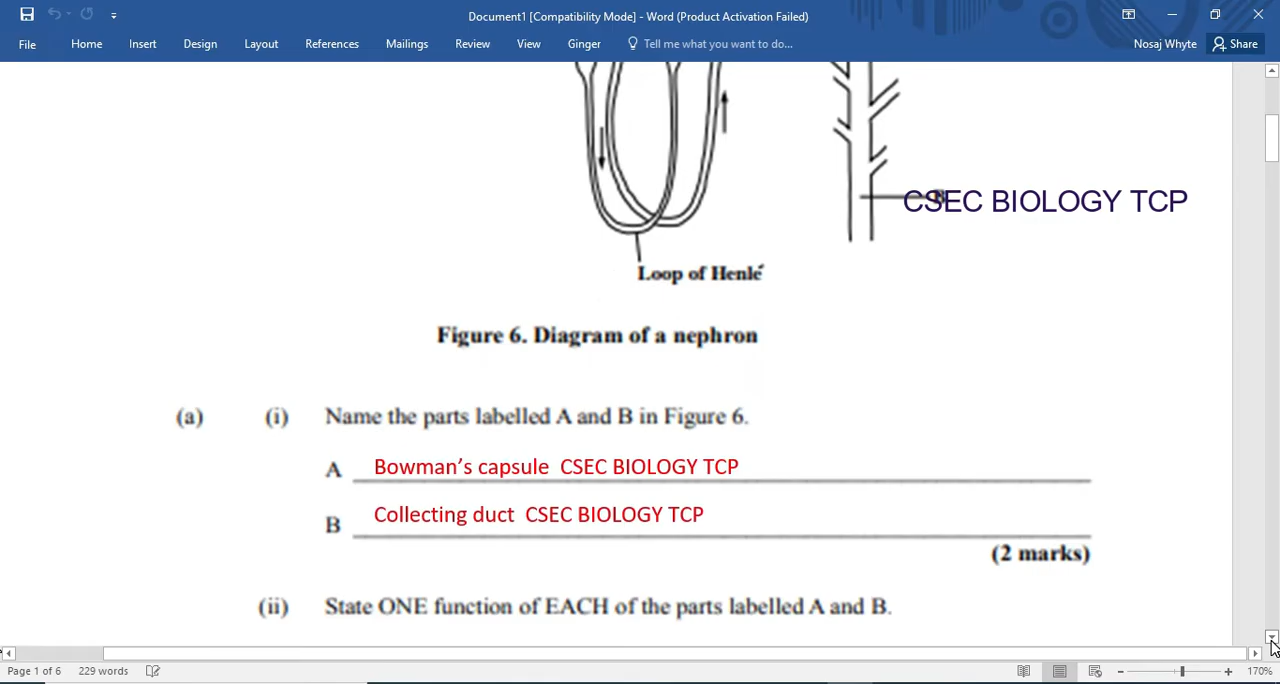 Document1 [Compatibility Mode] - Word (Product Activation Failed)
File Home Insert Design Layout References Mailings Review View Ginger Tell me what you want to do... Nosaj Whyte Share
CSEC BIOLOGY TCP
Loop of Henlé
Figure 6. Diagram of a nephron
(a) (i) Name the parts labelled A and B in Figure 6.
A Bowman’s capsule CSEC BIOLOGY TCP
B Collecting duct CSEC BIOLOGY TCP
(2 marks)
(ii) State ONE function of EACH of the parts labelled A and B.
Page 1 of 6 229 words 170%